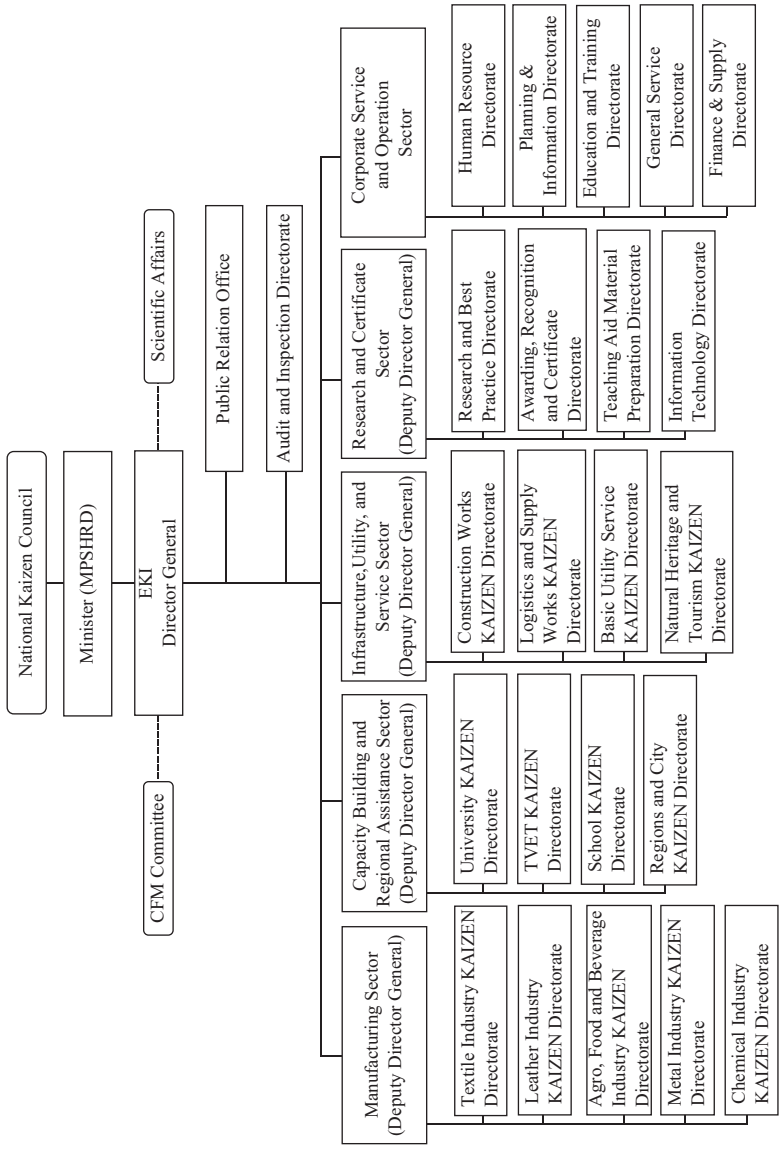 National Kaizen Council
Minister (MPSHRD)
EKI
Director General
CFM Committee
Scientific Affairs
Public Relation Office
Audit and Inspection Directorate
Manufacturing Sector
(Deputy Director General)
Textile Industry KAIZEN
Directorate
Leather Industry
KAIZEN Directorate
Agro, Food and Beverage
Industry KAIZEN
Directorate
Metal Industry KAIZEN
Directorate
Chemical Industry
KAIZEN Directorate
Capacity Building and
Regional Assistance Sector
(Deputy Director General)
University KAIZEN
Directorate
TVET KAIZEN
Directorate
School KAIZEN
Directorate
Regions and City
KAIZEN Directorate
Infrastructure,Utility, and
Service Sector
(Deputy Director General)
Construction Works
KAIZEN Directorate
Logistics and Supply
Works KAIZEN
Directorate
Basic Utility Service
KAIZEN Directorate
Natural Heritage and
Tourism KAIZEN
Directorate
Research and Certificate
Sector
(Deputy Director General)
Research and Best
Practice Directorate
Awarding, Recognition
and Certificate
Directorate
Teaching Aid Material
Preparation Directorate
Information
Technology Directorate
Corporate Service
and Operation
Sector
Human Resource
Directorate
Planning &
Information Directorate
Education and Training
Directorate
General Service
Directorate
Finance & Supply
Directorate